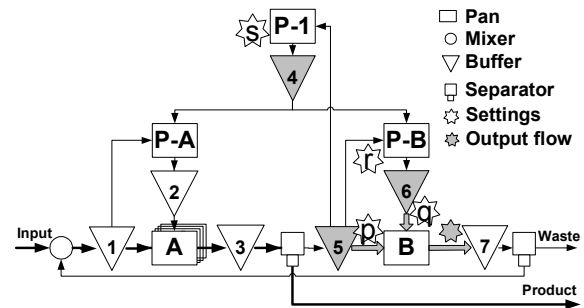 P-1
S
4
Pan
Mixer
Buffer
Separator
Settings
Output flow
P-A
P-B
r
2
6
q
Input
1
A
3
5
p
B
7
Waste
Product